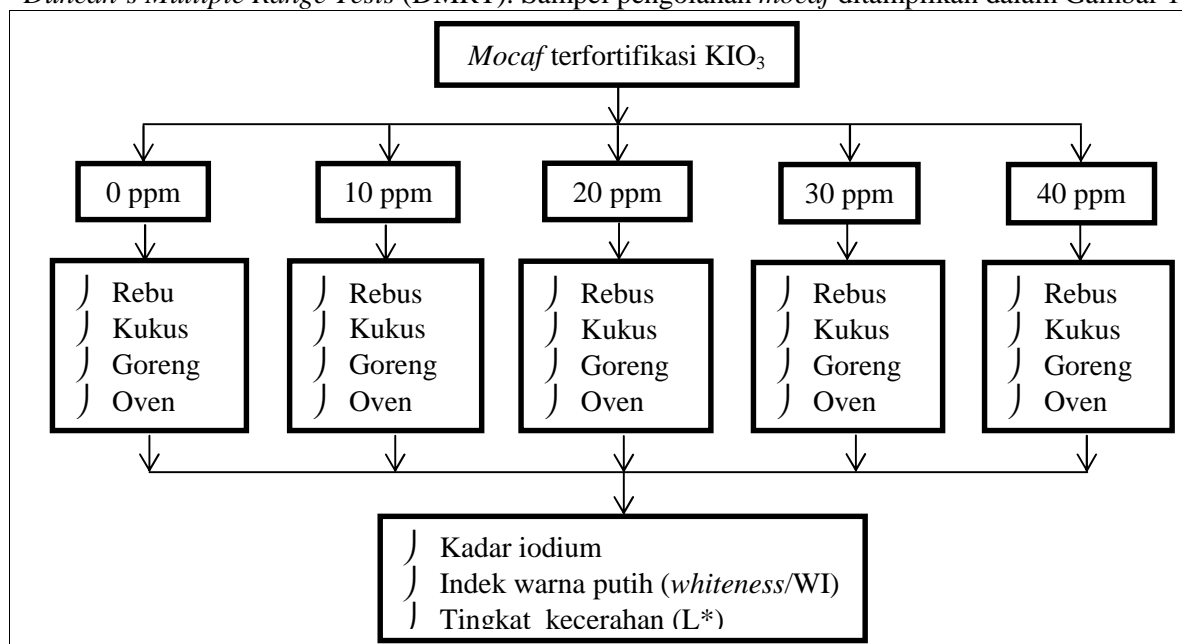 Duncan's Multiple Range Tests (DMRT). Sampel pengolahan mocaf ditampilkan dalam Gambar 1
Mocaf terfortifikasi KIO₃
0 ppm 10 ppm 20 ppm 30 ppm 40 ppm
Rebu
Kukus
Goreng
Oven
Rebus
Kukus
Goreng
Oven
Rebus
Kukus
Goreng
Oven
Rebus
Kukus
Goreng
Oven
Rebus
Kukus
Goreng
Oven
Kadar iodium
Indek warna putih (whiteness/WI)
Tingkat kecerahan (L*)